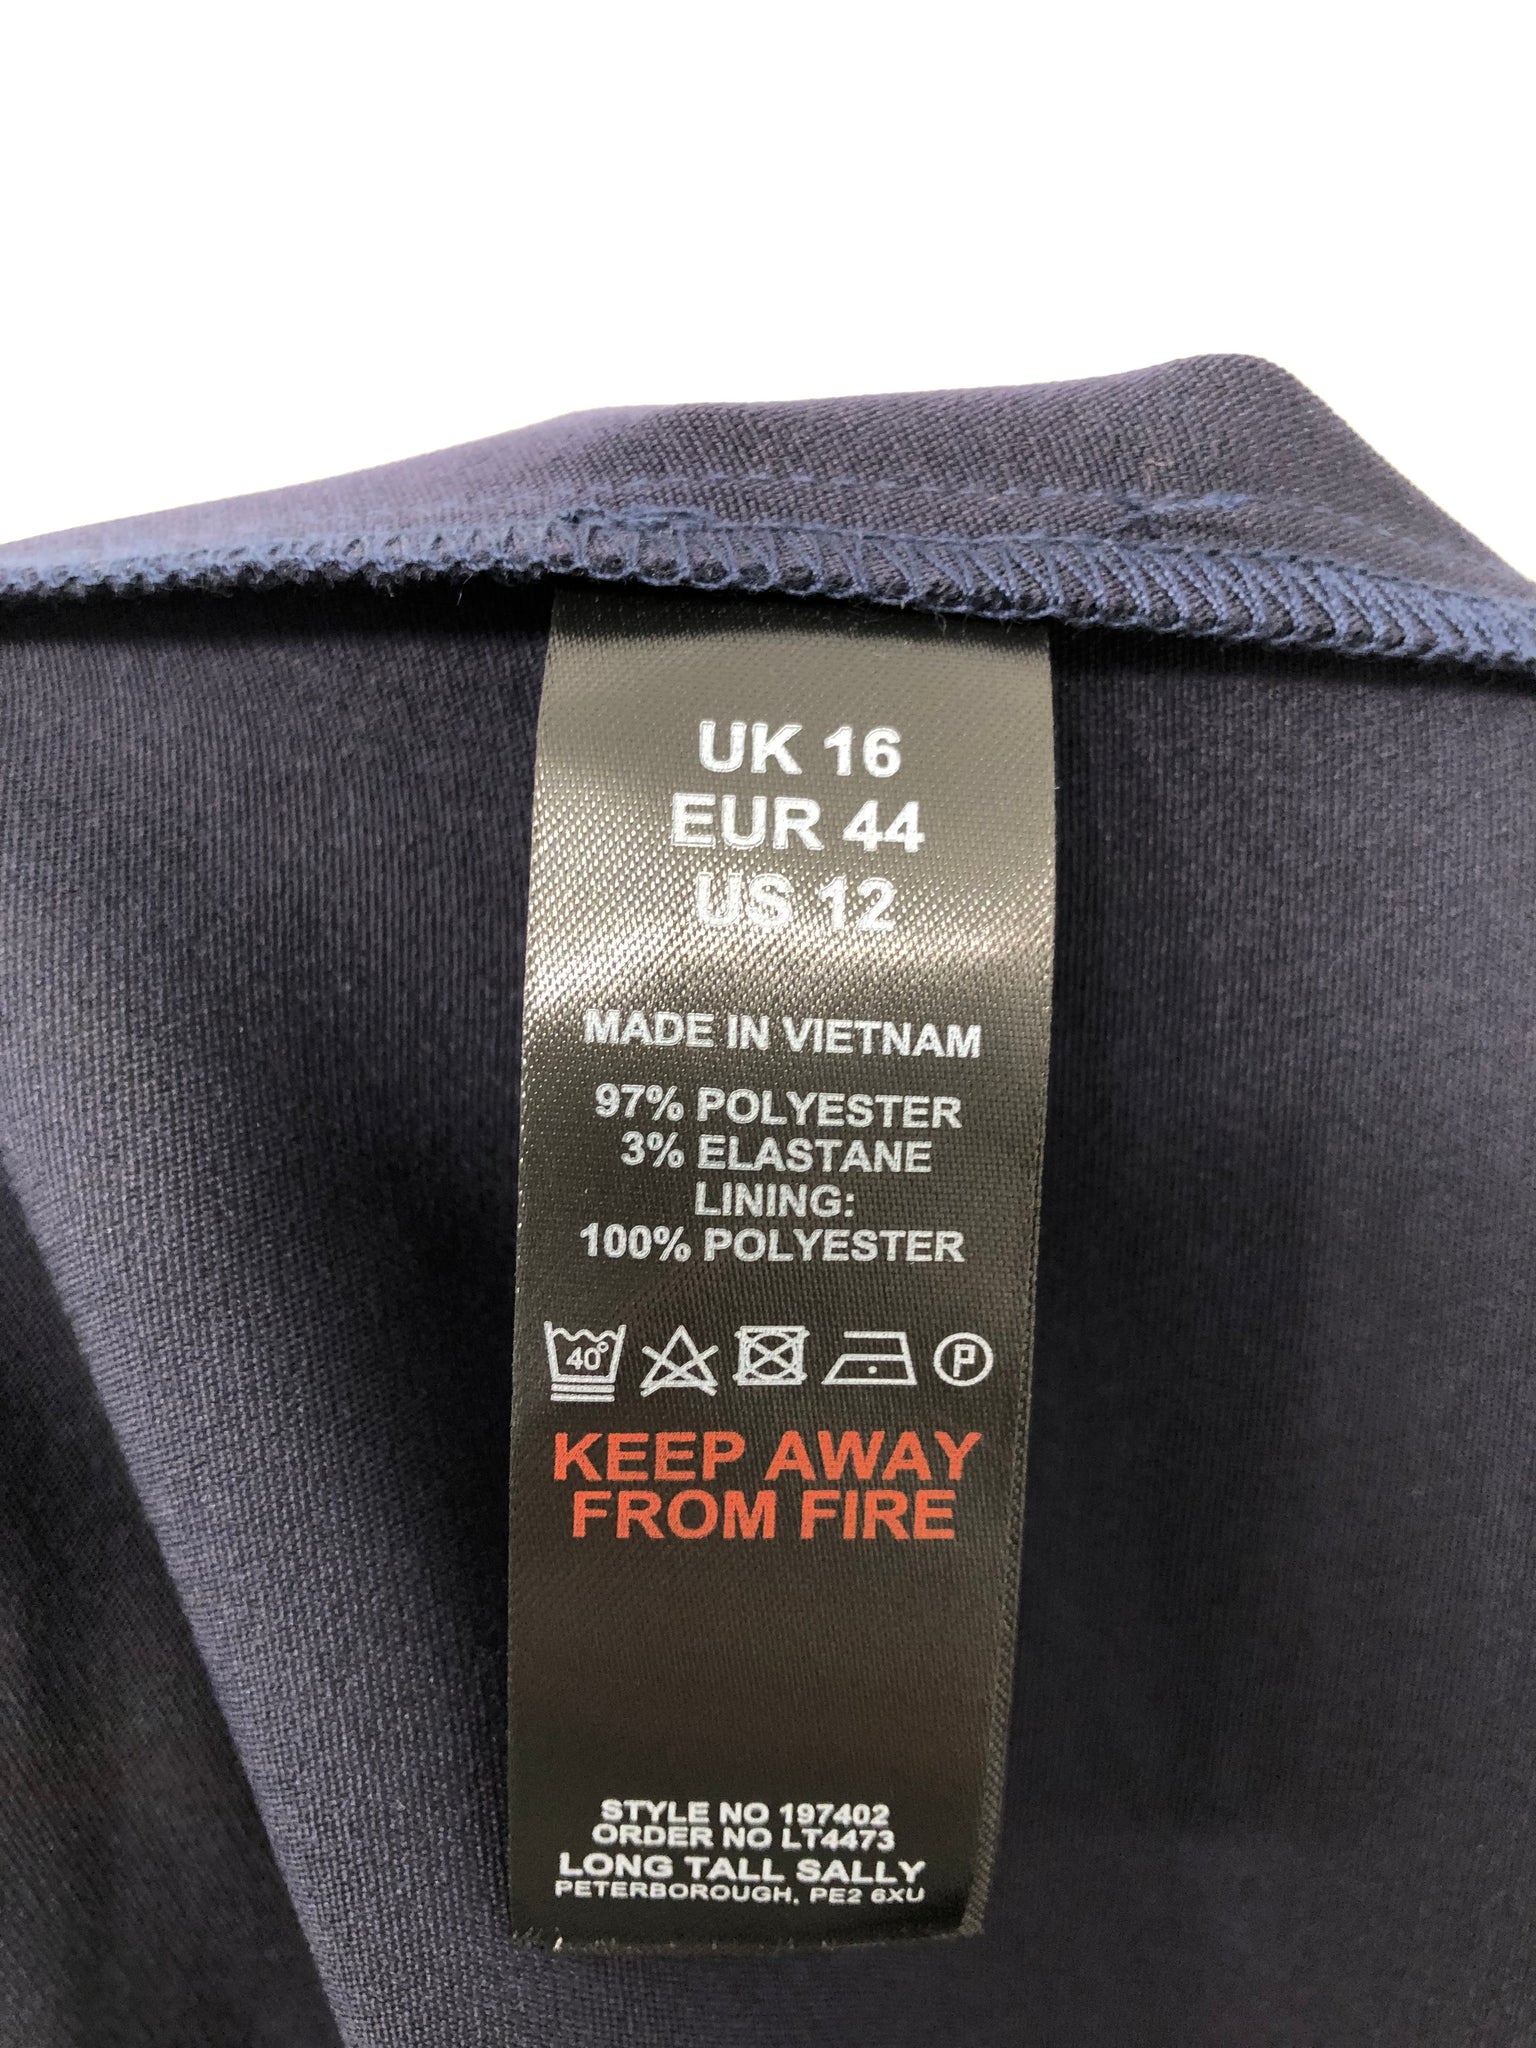 UK 16
EUR 44
US 12
MADE IN VIETNAM
97% POLYESTER
3% ELASTANE
LINING:
100% POLYESTER
40° P
KEEP AWAY
FROM FIRE
STYLE NO 197402
ORDER NO LT4473
LONG TALL SALLY
PETERBOROUGH, PE2 6XU